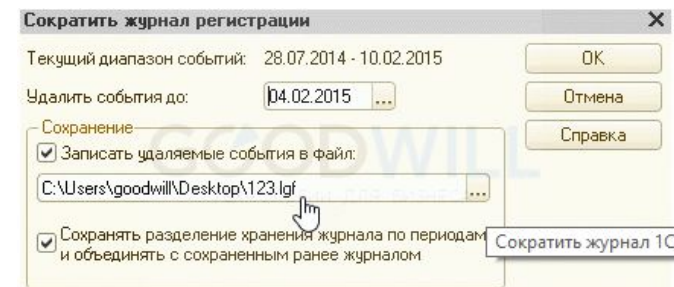 Сократить журнал регистрации
Текущий диапазон событий: 28.07.2014 - 10.02.2015
ОК
Удалить события до: 04.02.2015 ...
Отмена
Сохранение
Справка
Записать удаляемые события в файл:
GOODWILL
C:\Users\goodwill\Desktop\123.lgf ...
Сохранять разделение хранения журнала по периодам
и объединять с сохраненным ранее журналом
Сократить журнал 1С